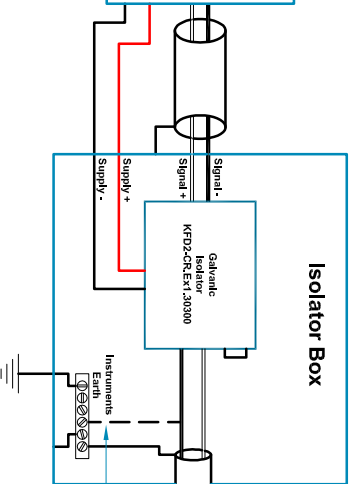 Isolator Box
Signal -
Signal +
Supply +
Supply -
Galvanic
Isolator
KFD2-CR.Ex1.30300
Instruments
Earth